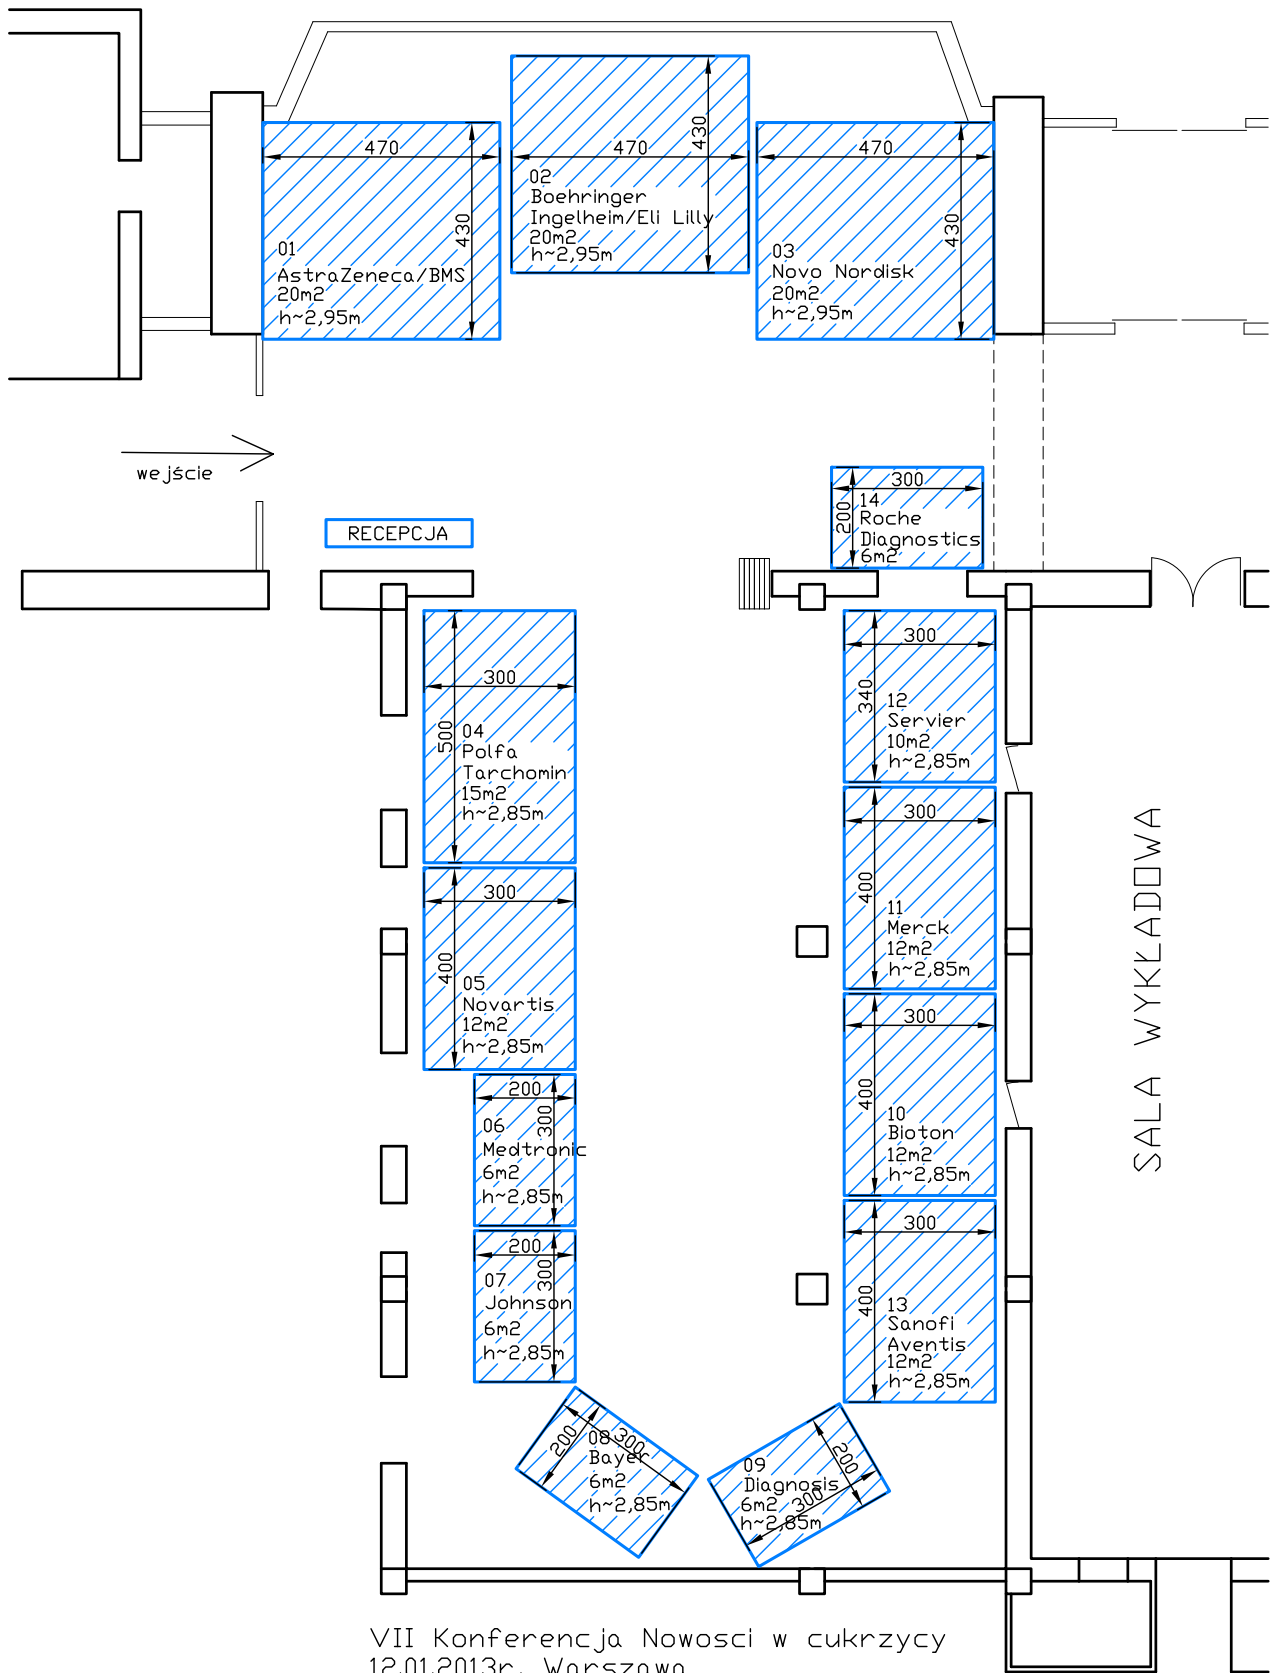 470
430
01
AstraZeneca/BMS
20m2
h~2,95m
430
470
02
Boehringer
Ingelheim/Eli Lilly
20m2
h~2,95m
470
430
03
Novo Nordisk
20m2
h~2,95m
wejście
RECEPCJA
300
200
14
Roche
Diagnostics
6m2
300
500
04
Polfa
Tarchomin
15m2
h~2,85m
300
400
05
Novartis
12m2
h~2,85m
200
300
06
Medtronic
6m2
h~2,85m
200
300
07
Johnson
6m2
h~2,85m
200
300
08
Bayer
6m2
h~2,85m
200
300
09
Diagnosis
6m2
h~2,85m
300
340
12
Servier
10m2
h~2,85m
300
400
11
Merck
12m2
h~2,85m
300
400
10
Bioton
12m2
h~2,85m
300
400
13
Sanofi
Aventis
12m2
h~2,85m
SALA WYKŁADOWA
VII Konferencja Nowosci w cukrzycy
12.01.2013r. Warszawa